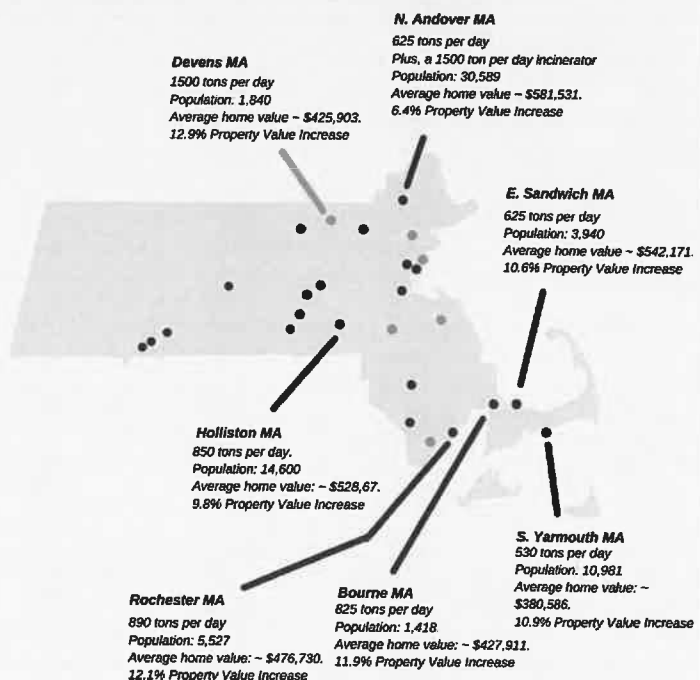 N. Andover MA
625 tons per day
Plus, a 1500 ton per day incinerator
Population: 30,589
Average home value ~ $581,531.
6.4% Property Value Increase
Devens MA
1500 tons per day
Population. 1,840
Average home value ~ $425,903.
12.9% Property Value Increase
E. Sandwich MA
625 tons per day
Population: 3,940
Average home value ~ $542,171.
10.6% Property Value Increase
Holliston MA
850 tons per day.
Population: 14,600
Average home value: ~ $528,67.
9.8% Property Value Increase
S. Yarmouth MA
530 tons per day
Population. 10,981
Average home value: ~
$380,586.
10.9% Property Value Increase
Rochester MA
890 tons per day
Population: 5,527
Average home value: ~ $476,730.
12.1% Property Value Increase
Bourne MA
825 tons per day
Population: 1,418.
Average home value: ~ $427,911.
11.9% Property Value Increase